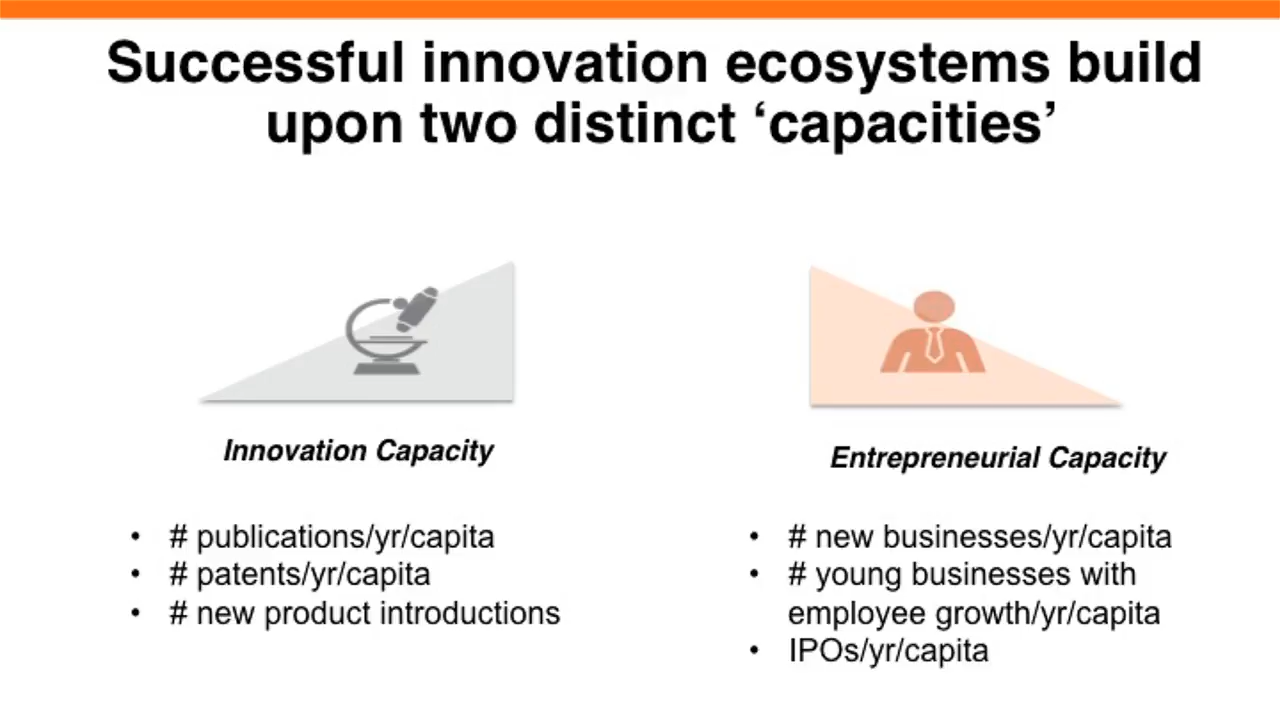 Successful innovation ecosystems build
upon two distinct ‘capacities’
Innovation Capacity
• # publications/yr/capita
• # patents/yr/capita
• # new product introductions
Entrepreneurial Capacity
• # new businesses/yr/capita
• # young businesses with
employee growth/yr/capita
• IPOs/yr/capita